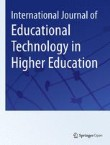 International Journal of
Educational
Technology in
Higher Education
Springer Open